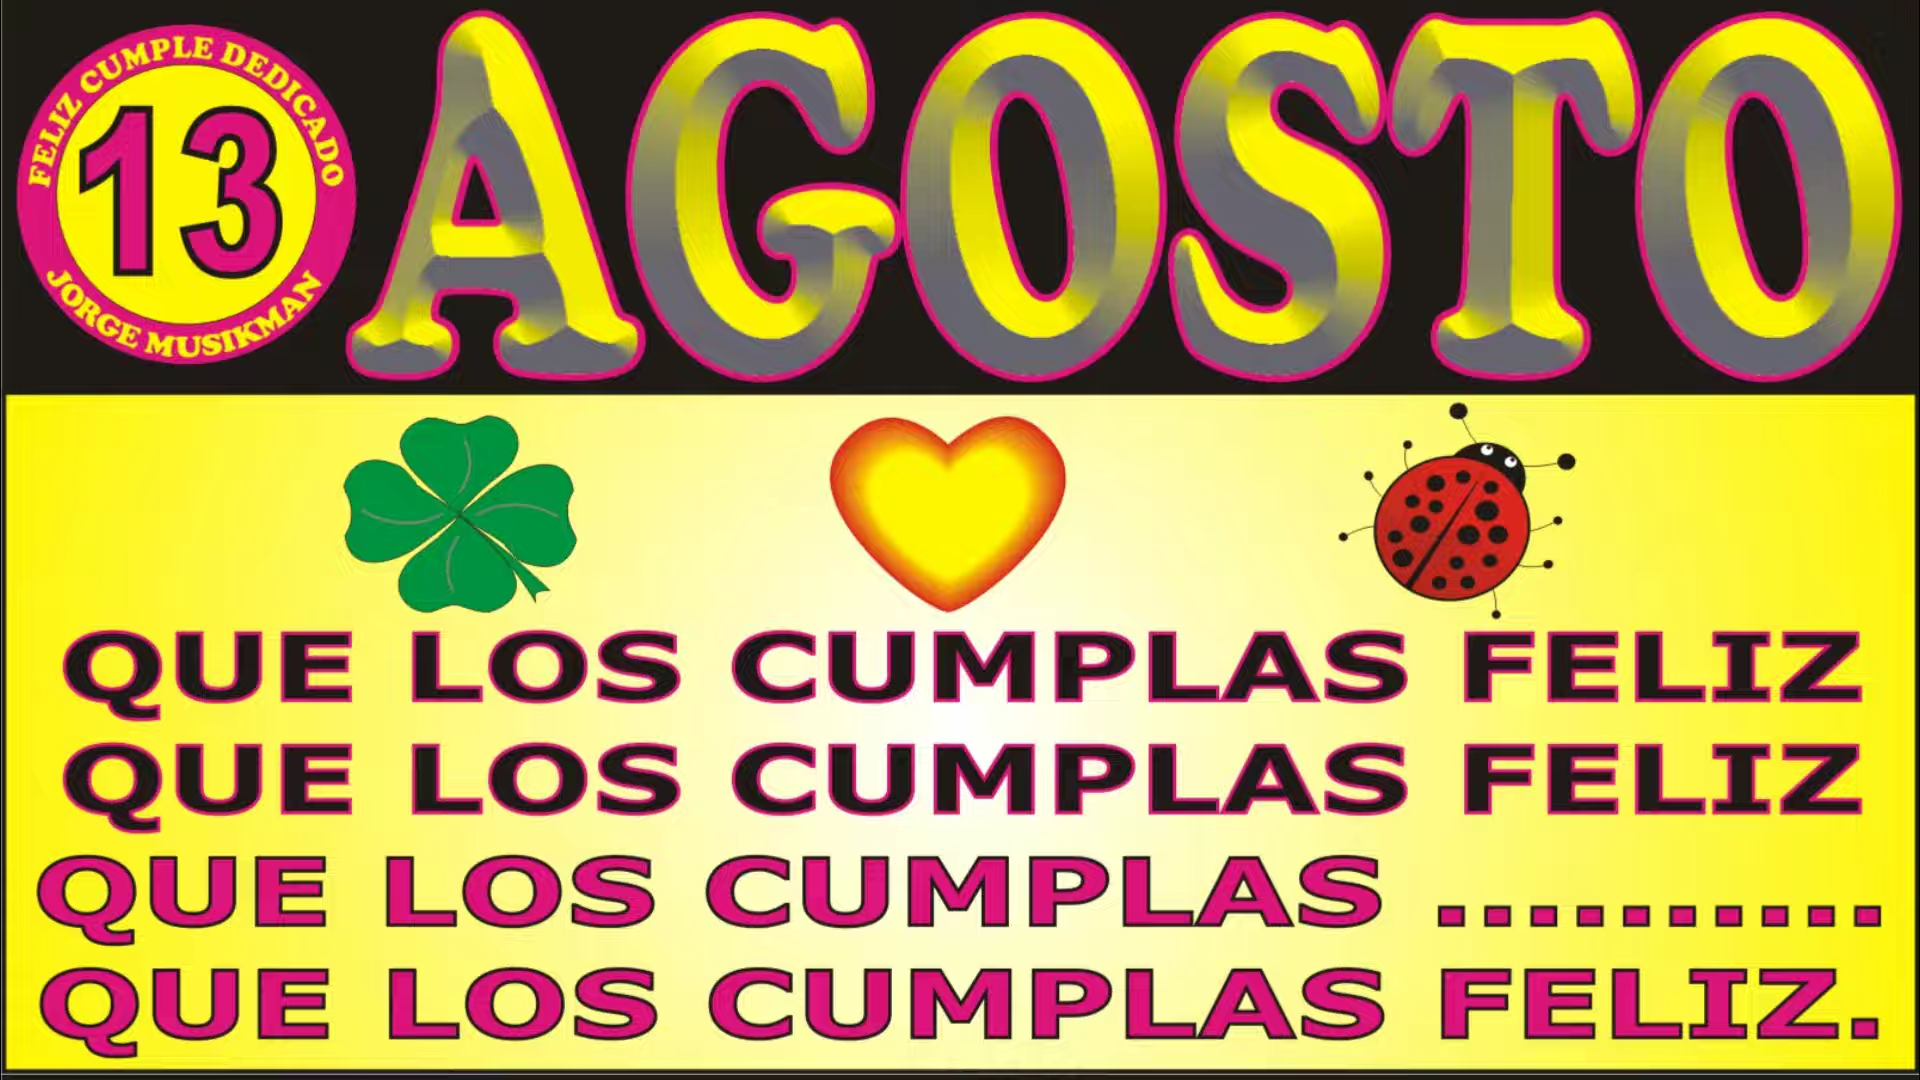 FELIZ CUMPLE DEDICADO
13
JORGE MUSIKMAN
AGOSTO
QUE LOS CUMPLAS FELIZ
QUE LOS CUMPLAS FELIZ
QUE LOS CUMPLAS ..........
QUE LOS CUMPLAS FELIZ.